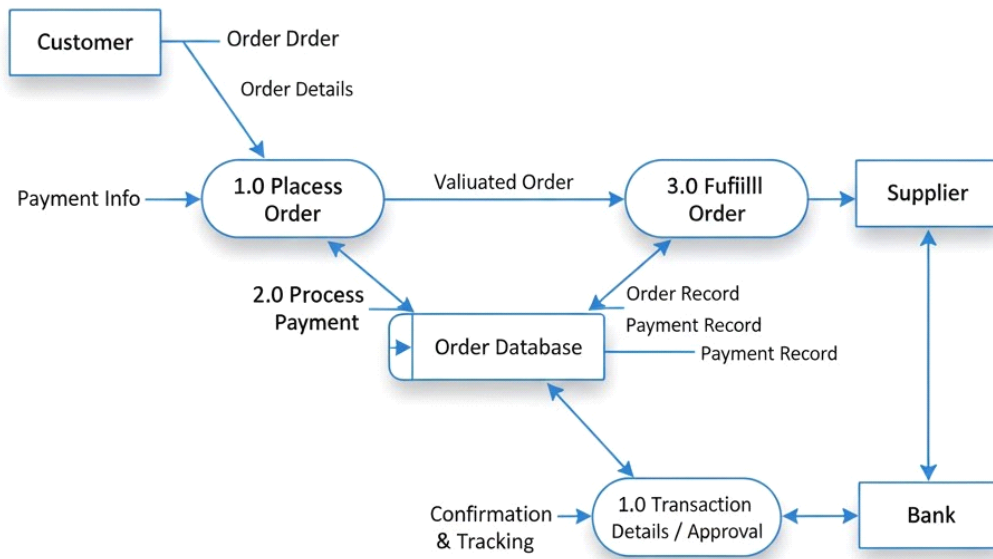 Customer
Order Drder
Order Details
Payment Info
1.0 Placess
Order
Valiuated Order
3.0 Fufiilll
Order
Supplier
2.0 Process
Payment
Order Record
Payment Record
Order Database
Payment Record
Confirmation
& Tracking
1.0 Transaction
Details / Approval
Bank